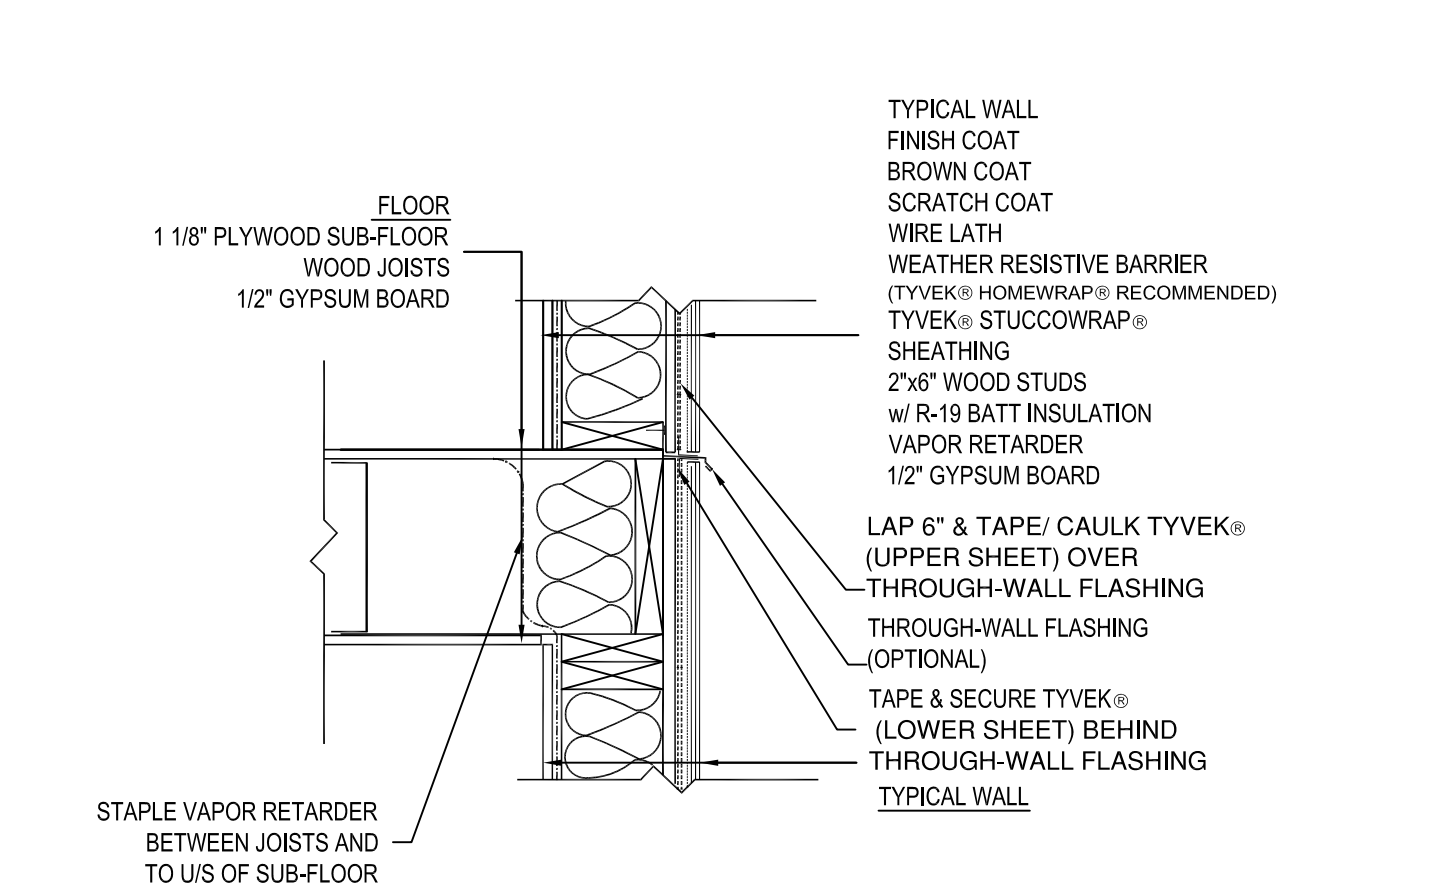 FLOOR
1 1/8" PLYWOOD SUB-FLOOR
WOOD JOISTS
1/2" GYPSUM BOARD
TYPICAL WALL
FINISH COAT
BROWN COAT
SCRATCH COAT
WIRE LATH
WEATHER RESISTIVE BARRIER
(TYVEK® HOMEWRAP® RECOMMENDED)
TYVEK® STUCCOWRAP®
SHEATHING
2"x6" WOOD STUDS
w/ R-19 BATT INSULATION
VAPOR RETARDER
1/2" GYPSUM BOARD
LAP 6" & TAPE/ CAULK TYVEK®
(UPPER SHEET) OVER
THROUGH-WALL FLASHING
THROUGH-WALL FLASHING
(OPTIONAL)
TAPE & SECURE TYVEK®
(LOWER SHEET) BEHIND
THROUGH-WALL FLASHING
TYPICAL WALL
STAPLE VAPOR RETARDER
BETWEEN JOISTS AND
TO U/S OF SUB-FLOOR